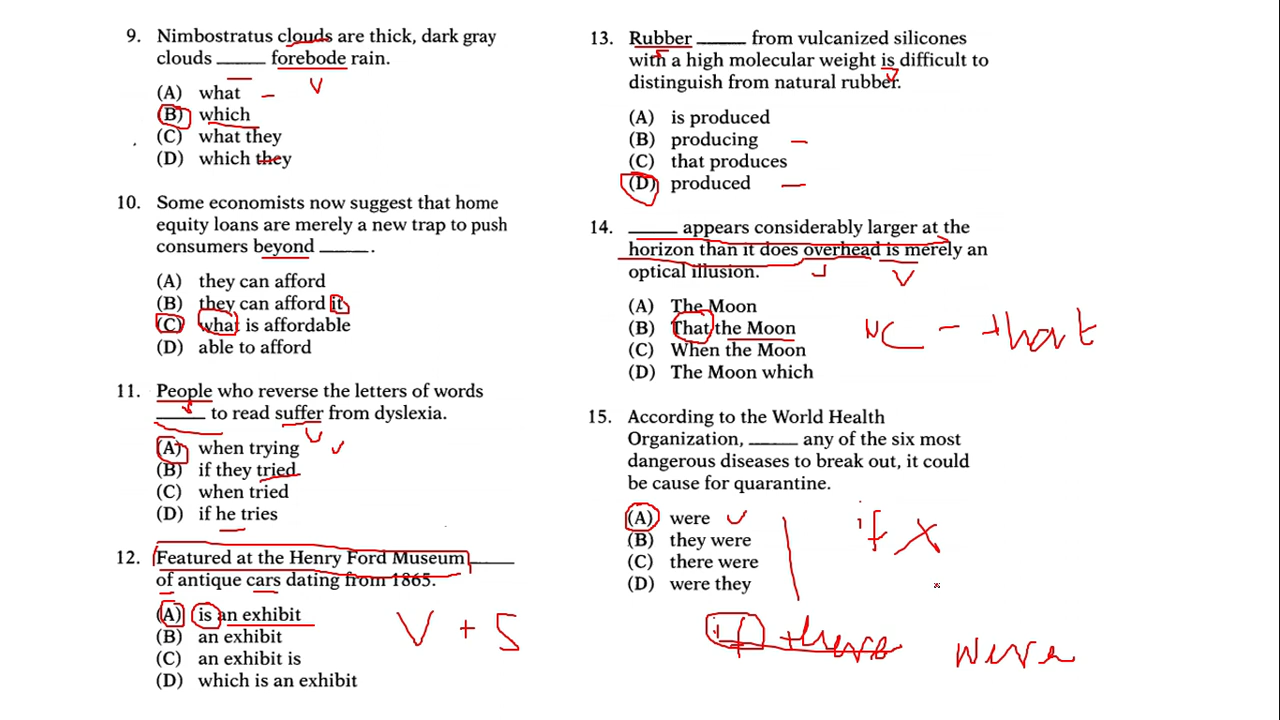 9. Nimbostratus clouds are thick, dark gray
clouds _____ forebode rain.
V
(A) what
(B) which
(C) what they
(D) which they
10. Some economists now suggest that home
equity loans are merely a new trap to push
consumers beyond _____.
(A) they can afford
(B) they can afford it
(C) what is affordable
(D) able to afford
11. People who reverse the letters of words
s
_____ to read suffer from dyslexia.
V
(A) when trying
(B) if they tried
(C) when tried
(D) if he tries
12. Featured at the Henry Ford Museum _____
of antique cars dating from 1865.
(A) is an exhibit
(B) an exhibit
(C) an exhibit is
(D) which is an exhibit
V + S
13. Rubber _____ from vulcanized silicones
s
with a high molecular weight is difficult to
V
distinguish from natural rubber.
(A) is produced
(B) producing
(C) that produces
(D) produced
14. _____ appears considerably larger at the
horizon than it does overhead is merely an
optical illusion.
V
(A) The Moon
(B) That the Moon
(C) When the Moon
(D) The Moon which
NC - that
15. According to the World Health
Organization, _____ any of the six most
dangerous diseases to break out, it could
be cause for quarantine.
(A) were
(B) they were
(C) there were
(D) were they
if X
if there were